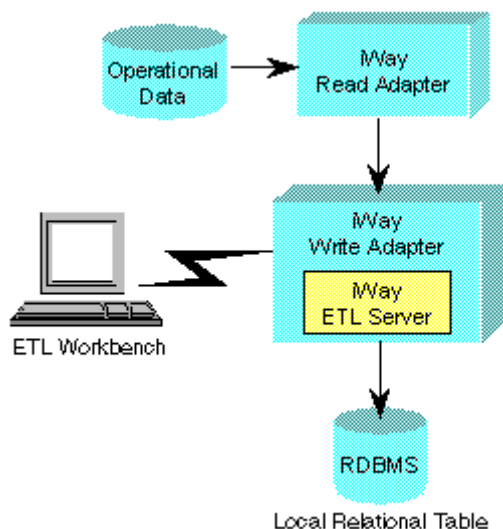 Operational
Data
iWay
Read Adapter
iWay
Write Adapter
iWay
ETL Server
ETL Workbench
RDBMS
Local Relational Table